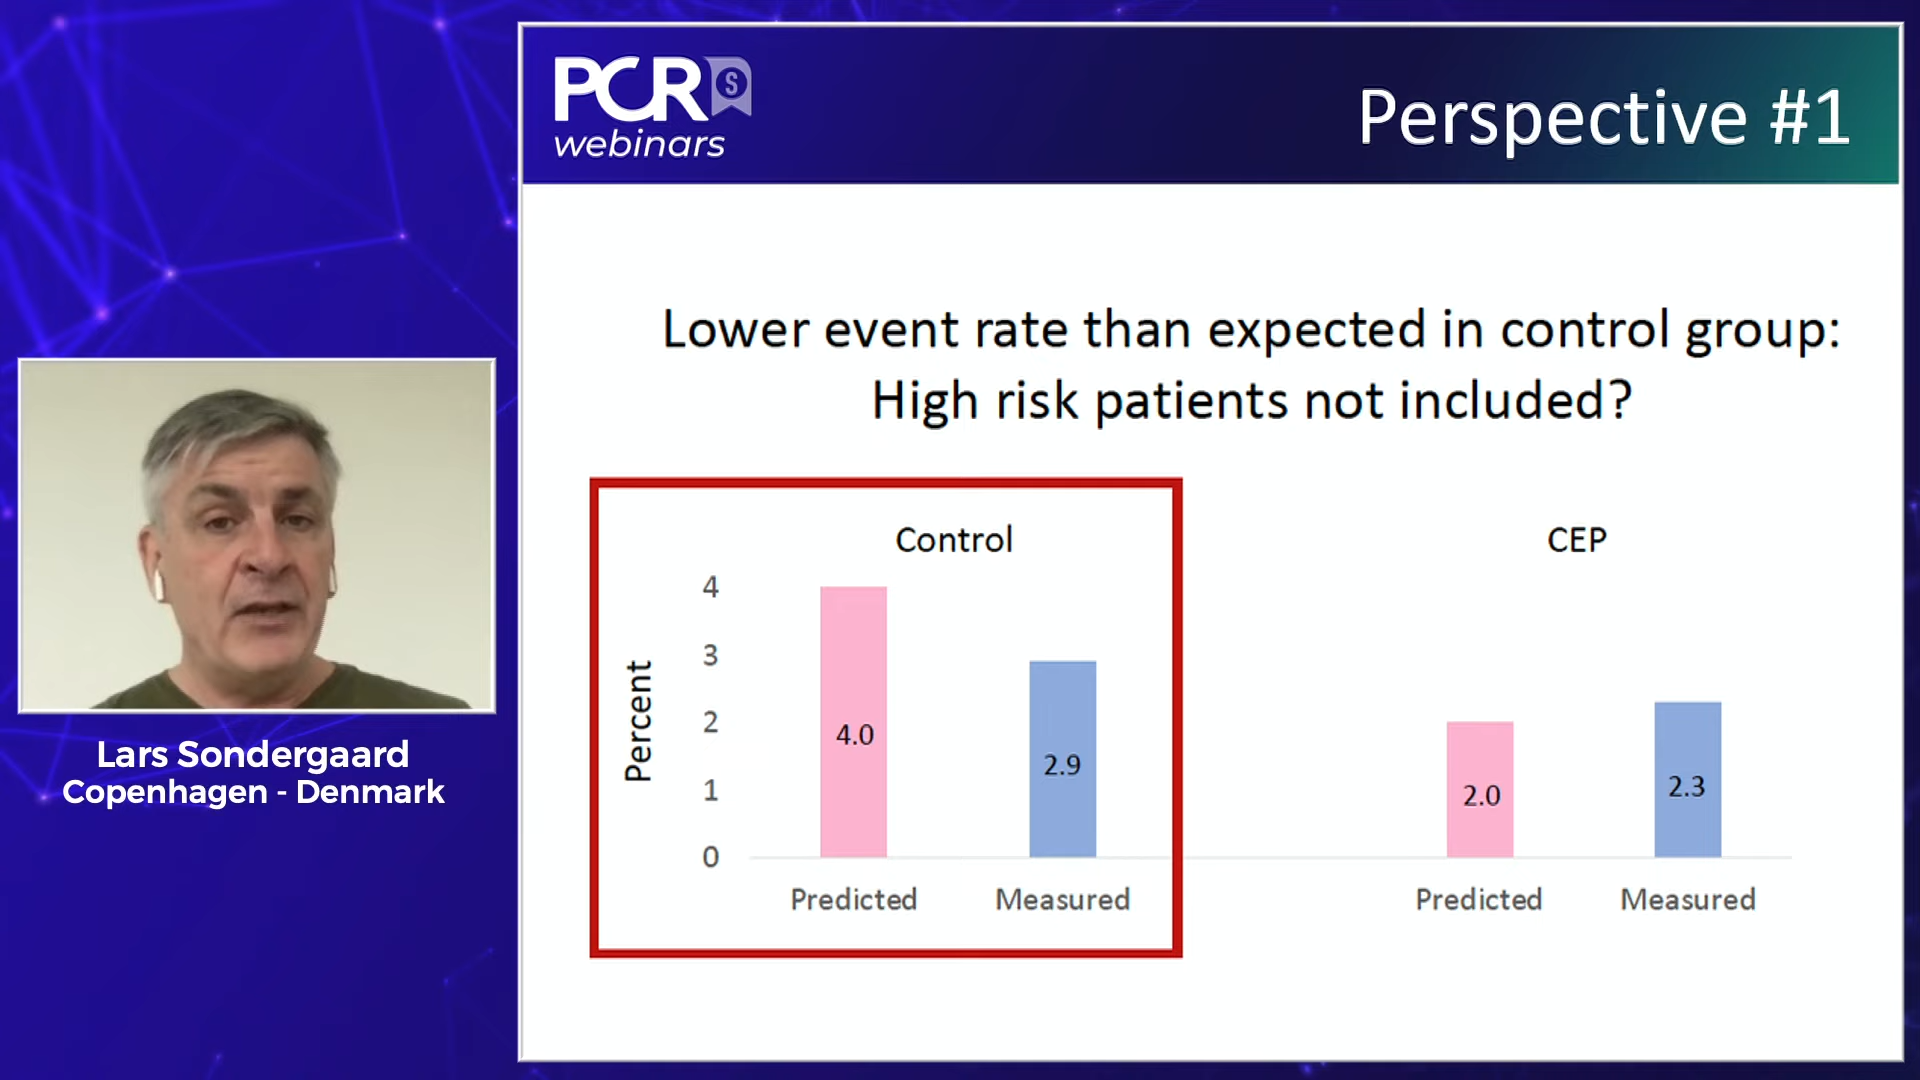 PCR S
webinars
Perspective #1
Lower event rate than expected in control group:
High risk patients not included?
Control
CEP
Percent
4
3
2
1
0
4.0
2.9
2.0
2.3
Predicted
Measured
Predicted
Measured
Lars Sondergaard
Copenhagen - Denmark